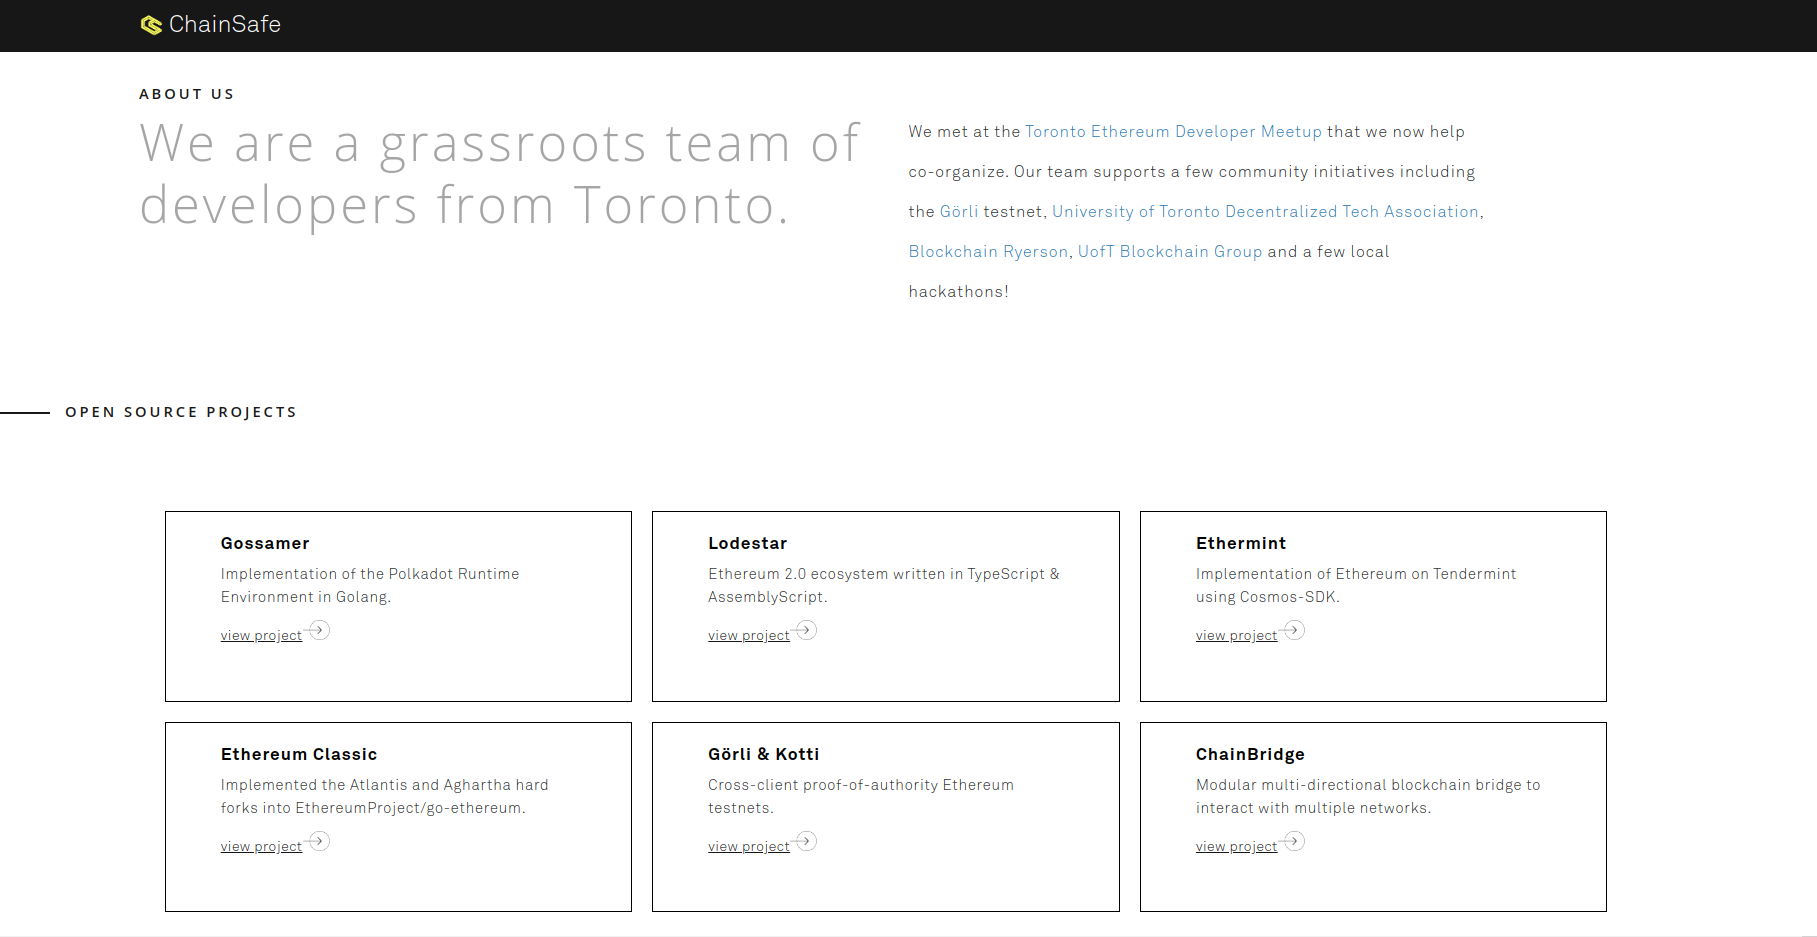 ChainSafe
ABOUT US
We are a grassroots team of
developers from Toronto.
We met at the Toronto Ethereum Developer Meetup that we now help
co-organize. Our team supports a few community initiatives including
the Görli testnet, University of Toronto Decentralized Tech Association,
Blockchain Ryerson, UofT Blockchain Group and a few local
hackathons!
OPEN SOURCE PROJECTS
Gossamer
Implementation of the Polkadot Runtime
Environment in Golang.
view project
Lodestar
Ethereum 2.0 ecosystem written in TypeScript &
AssemblyScript.
view project
Ethermint
Implementation of Ethereum on Tendermint
using Cosmos-SDK.
view project
Ethereum Classic
Implemented the Atlantis and Aghartha hard
forks into EthereumProject/go-ethereum.
view project
Görli & Kotti
Cross-client proof-of-authority Ethereum
testnets.
view project
ChainBridge
Modular multi-directional blockchain bridge to
interact with multiple networks.
view project